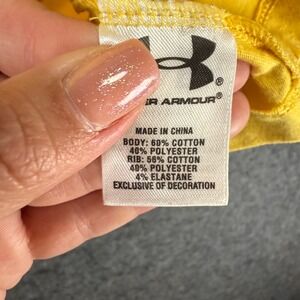 ER ARMOUR®
MADE IN CHINA
BODY: 60% COTTON
40% POLYESTER
RIB: 56% COTTON
40% POLYESTER
4% ELASTANE
EXCLUSIVE OF DECORATION